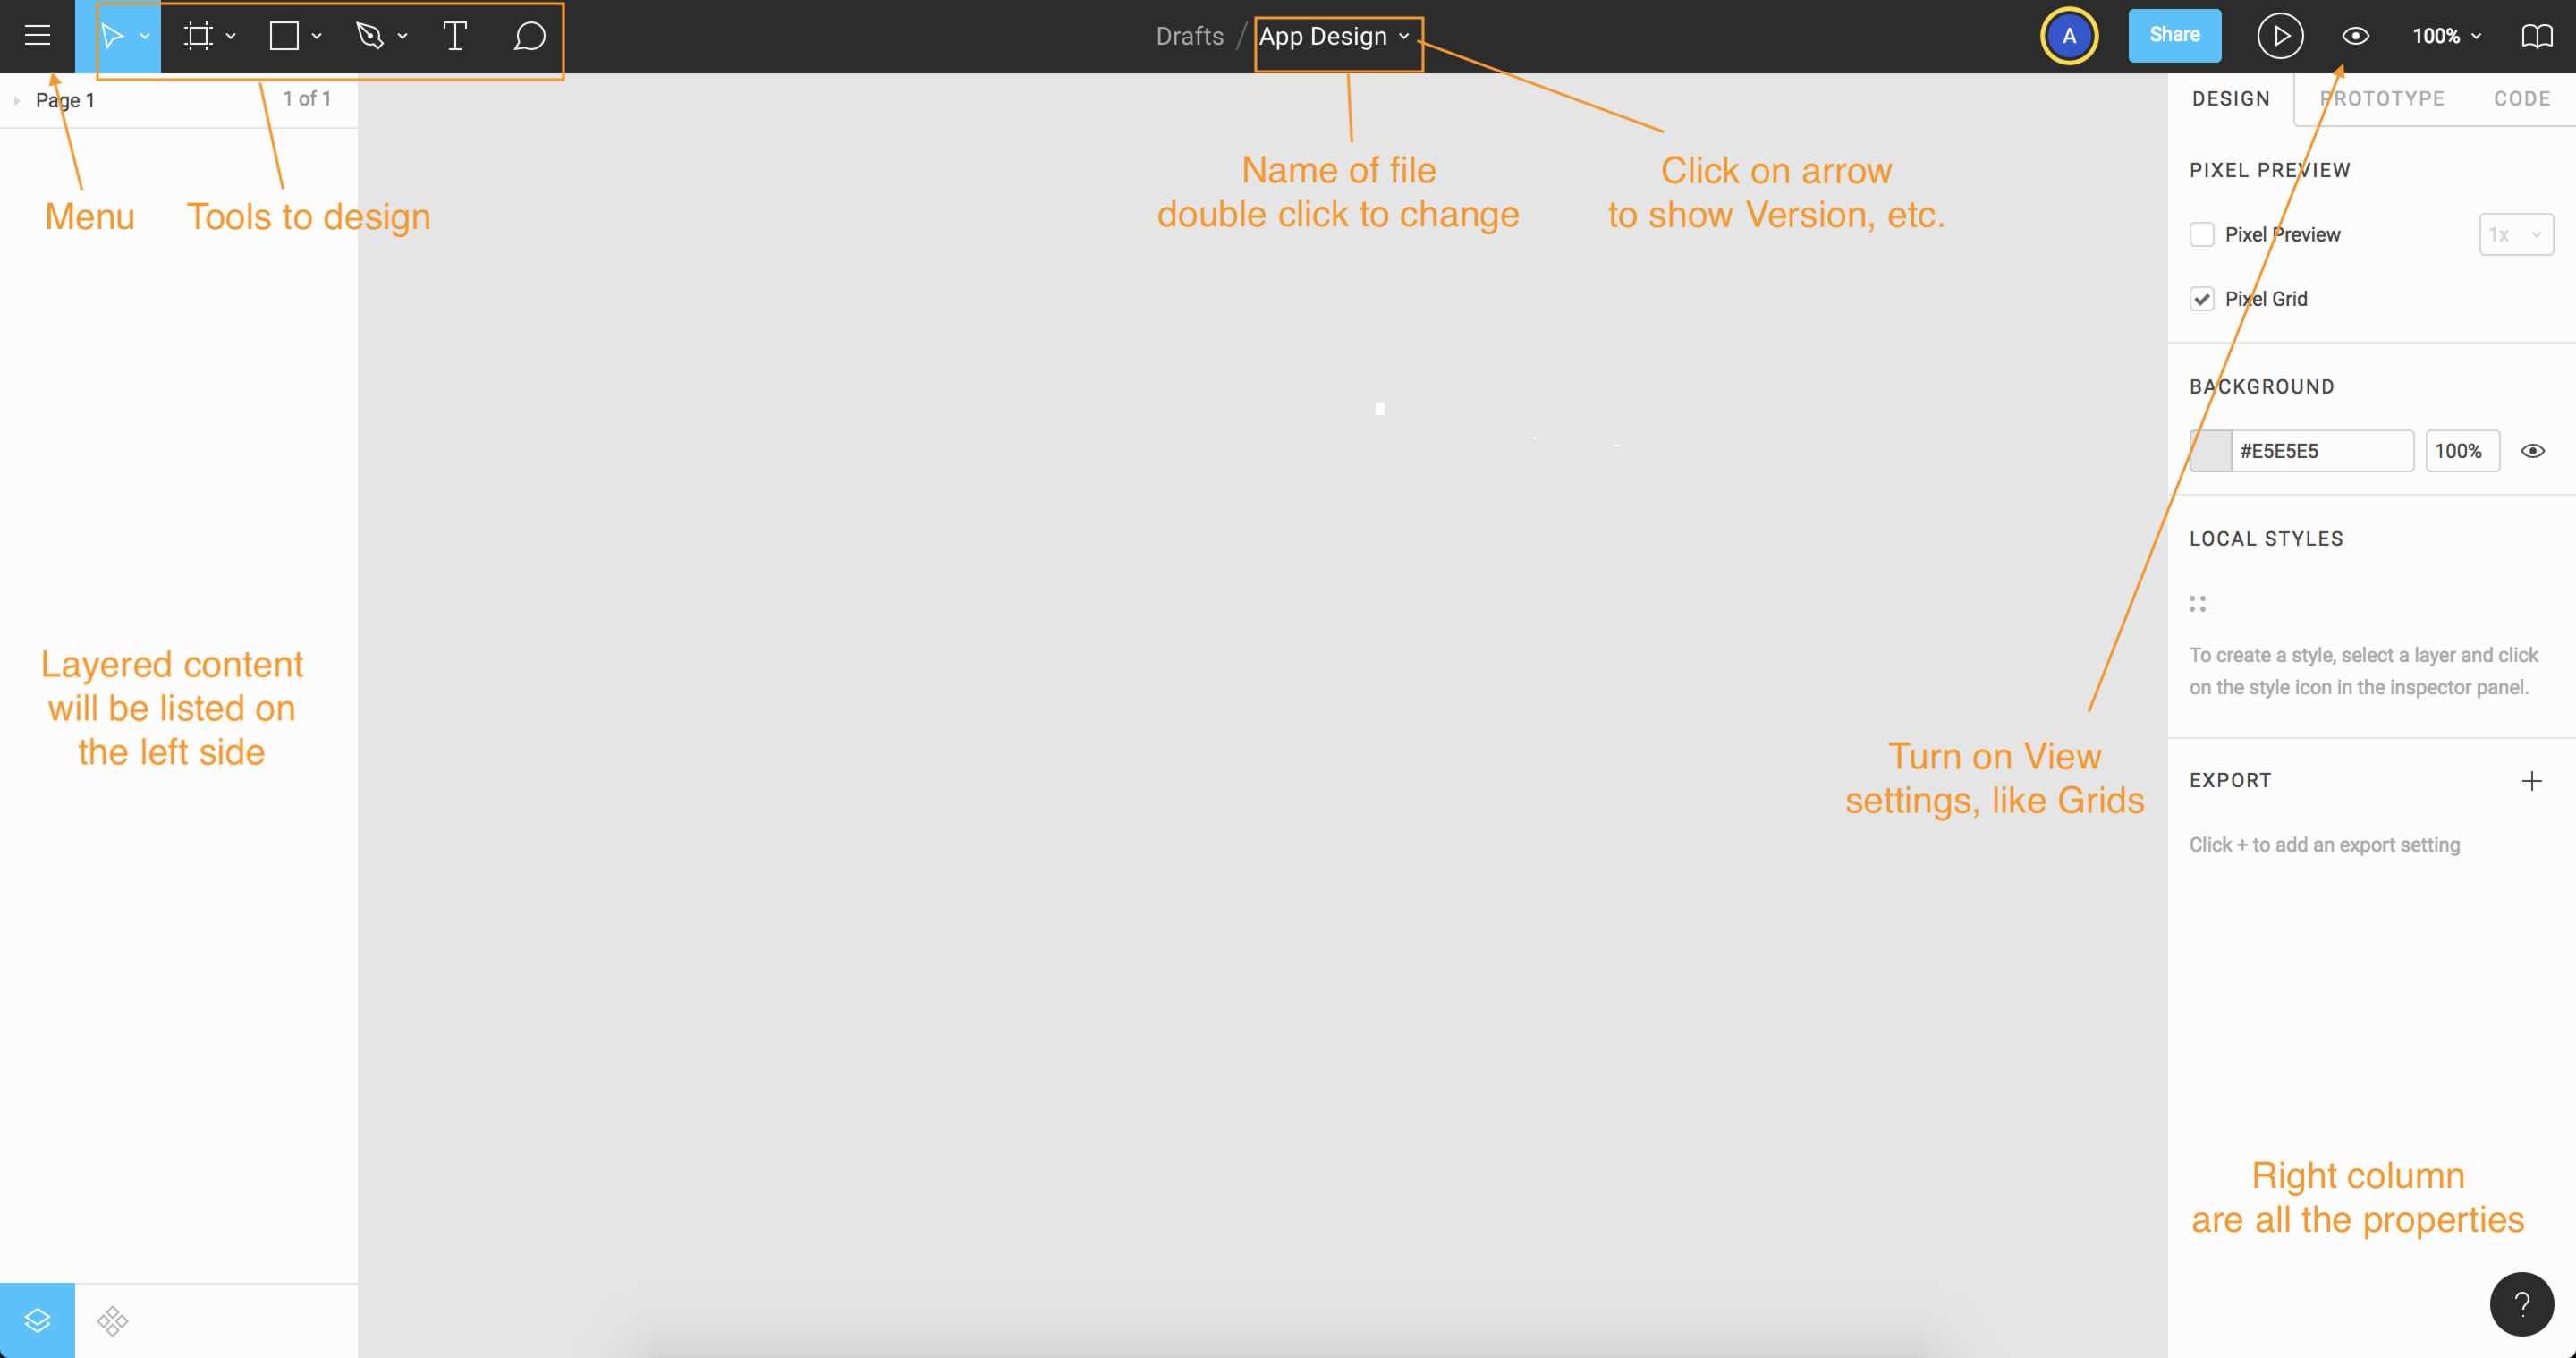 Drafts / App Design
A
Share
100%
Page 1
1 of 1
DESIGN
PROTOTYPE
CODE
Menu
Tools to design
Name of file
double click to change
Click on arrow
to show Version, etc.
PIXEL PREVIEW
Pixel Preview
1x
Pixel Grid
BACKGROUND
#E5E5E5
100%
LOCAL STYLES
To create a style, select a layer and click
on the style icon in the inspector panel.
Layered content
will be listed on
the left side
Turn on View
settings, like Grids
EXPORT
Click + to add an export setting
Right column
are all the properties
?